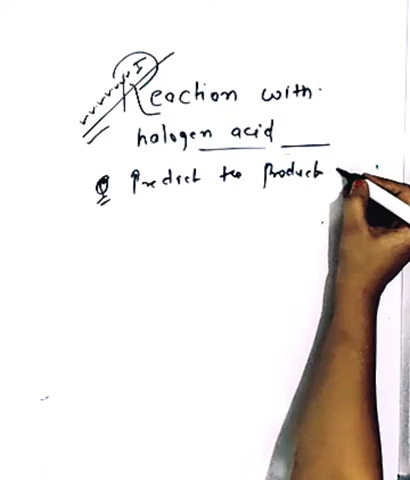 I
Reaction with
halogen acid
Q Predict the product